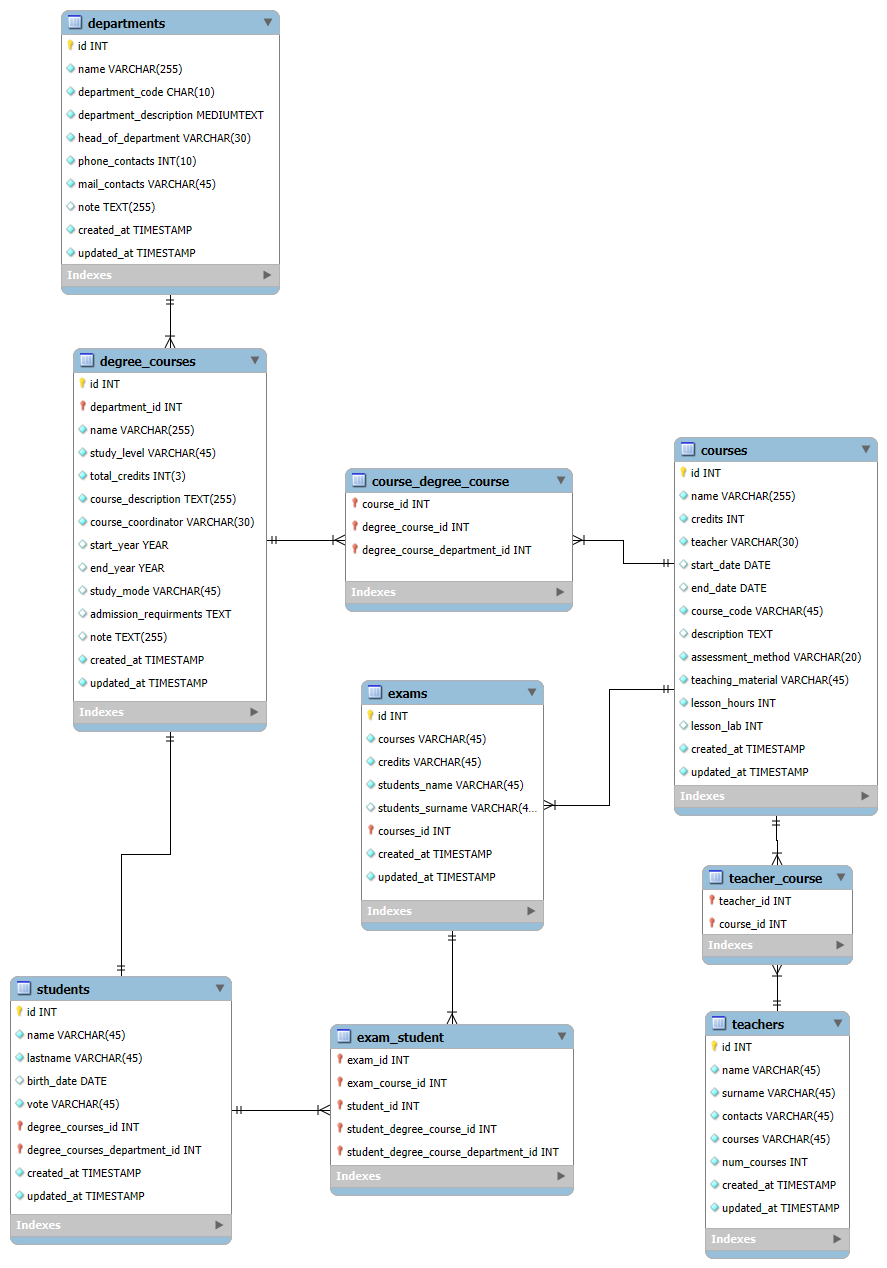 departments
id INT
name VARCHAR(255)
department_code CHAR(10)
department_description MEDIUMTEXT
head_of_department VARCHAR(30)
phone_contacts INT(10)
mail_contacts VARCHAR(45)
note TEXT(255)
created_at TIMESTAMP
updated_at TIMESTAMP
Indexes
degree_courses
id INT
department_id INT
name VARCHAR(255)
study_level VARCHAR(45)
total_credits INT(3)
course_description TEXT(255)
course_coordinator VARCHAR(30)
start_year YEAR
end_year YEAR
study_mode VARCHAR(45)
admission_requirments TEXT
note TEXT(255)
created_at TIMESTAMP
updated_at TIMESTAMP
Indexes
course_degree_course
course_id INT
degree_course_id INT
degree_course_department_id INT
Indexes
courses
id INT
name VARCHAR(255)
credits INT
teacher VARCHAR(30)
start_date DATE
end_date DATE
course_code VARCHAR(45)
description TEXT
assessment_method VARCHAR(20)
teaching_material VARCHAR(45)
lesson_hours INT
lesson_lab INT
created_at TIMESTAMP
updated_at TIMESTAMP
Indexes
exams
id INT
courses VARCHAR(45)
credits VARCHAR(45)
students_name VARCHAR(45)
students_surname VARCHAR(4...
courses_id INT
created_at TIMESTAMP
updated_at TIMESTAMP
Indexes
teacher_course
teacher_id INT
course_id INT
Indexes
students
id INT
name VARCHAR(45)
lastname VARCHAR(45)
birth_date DATE
vote VARCHAR(45)
degree_courses_id INT
degree_courses_department_id INT
created_at TIMESTAMP
updated_at TIMESTAMP
Indexes
exam_student
exam_id INT
exam_course_id INT
student_id INT
student_degree_course_id INT
student_degree_course_department_id INT
Indexes
teachers
id INT
name VARCHAR(45)
surname VARCHAR(45)
contacts VARCHAR(45)
courses VARCHAR(45)
num_courses INT
created_at TIMESTAMP
updated_at TIMESTAMP
Indexes